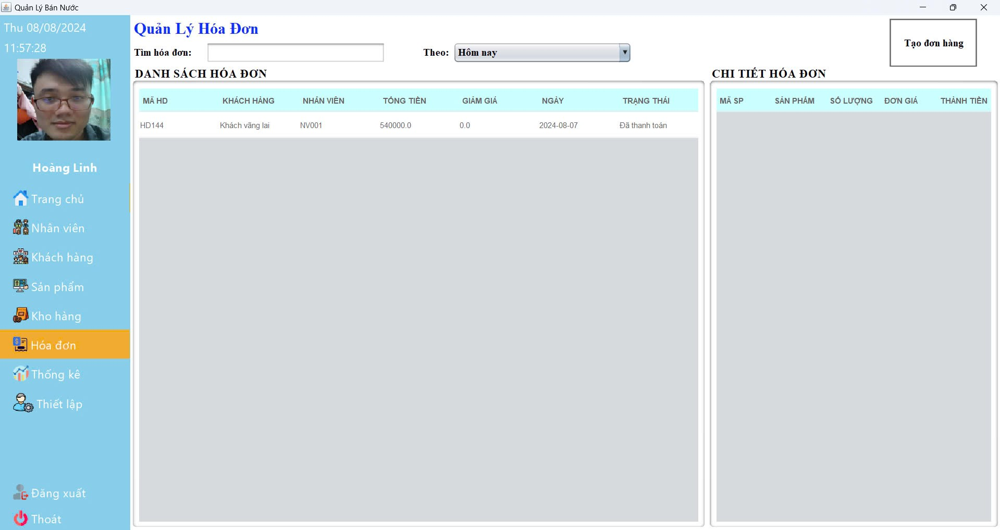 Quản Lý Bán Nước
Thu 08/08/2024
11:57:28
Hoàng Linh
Trang chủ
Nhân viên
Khách hàng
Sản phẩm
Kho hàng
Hóa đơn
Thống kê
Thiết lập
Đăng xuất
Thoát
Quản Lý Hóa Đơn
Tìm hóa đơn:
Theo: Hôm nay
Tạo đơn hàng
DANH SÁCH HÓA ĐƠN
MÃ HD KHÁCH HÀNG NHÂN VIÊN TỔNG TIỀN GIẢM GIÁ NGÀY TRẠNG THÁI
HD144 Khách vãng lai NV001 540000.0 0.0 2024-08-07 Đã thanh toán
CHI TIẾT HÓA ĐƠN
MÃ SP SẢN PHẨM SỐ LƯỢNG ĐƠN GIÁ THÀNH TIỀN